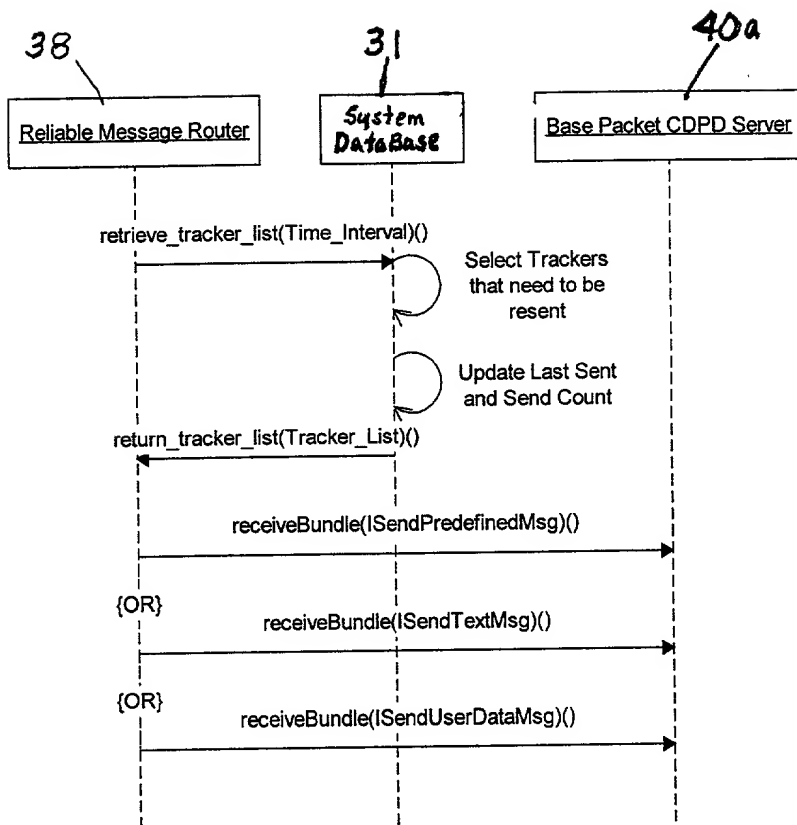 38
31
40a
Reliable Message Router
System
DataBase
Base Packet CDPD Server
retrieve_tracker_list(Time_Interval)()
Select Trackers
that need to be
resent
Update Last Sent
and Send Count
return_tracker_list(Tracker_List)()
receiveBundle(ISendPredefinedMsg)()
{OR}
receiveBundle(ISendTextMsg)()
{OR}
receiveBundle(ISendUserDataMsg)()